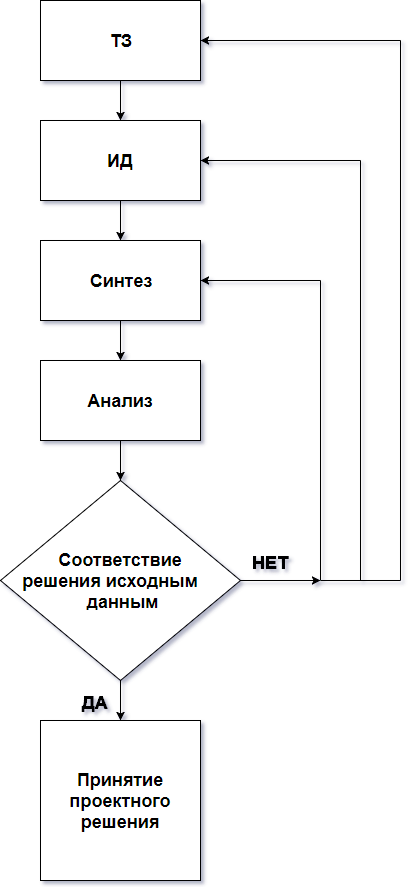 ТЗ
ИД
Синтез
Анализ
Соответствие
решения исходным
данным
НЕТ
ДА
Принятие
проектного
решения